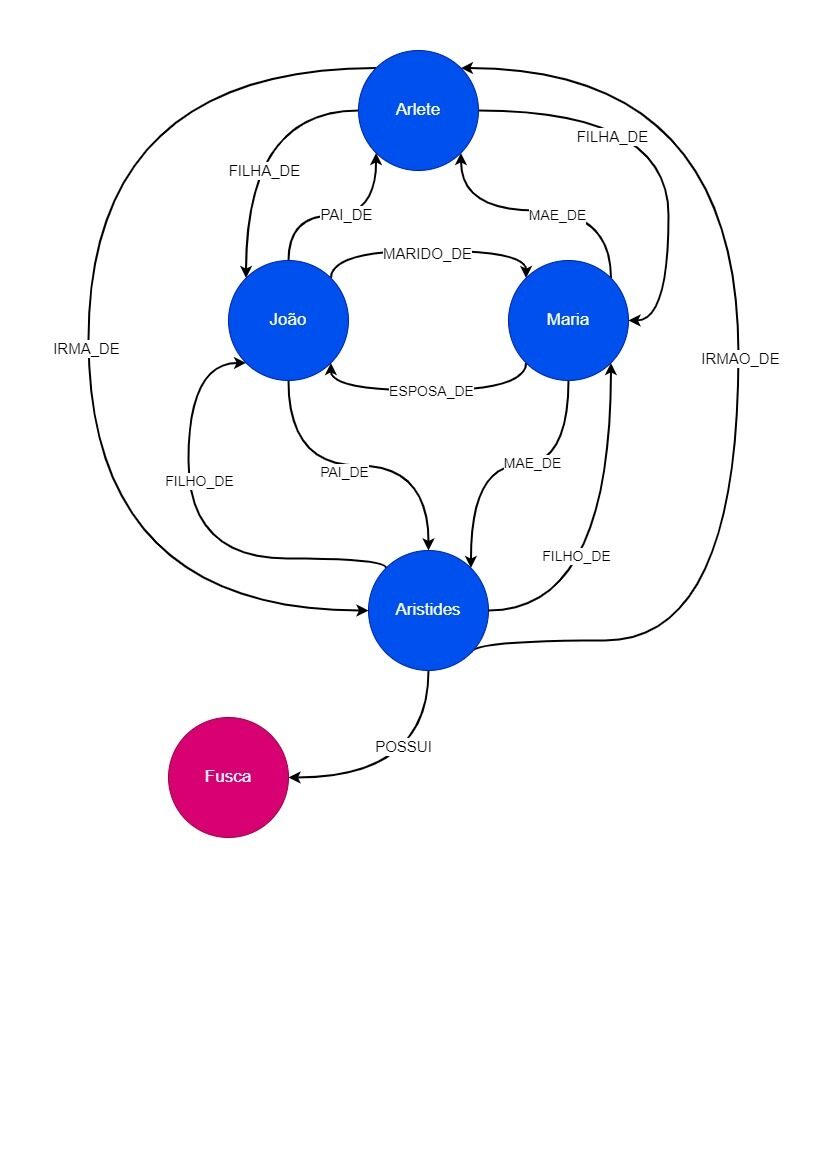 Arlete
FILHA_DE
FILHA_DE
PAI_DE
MAE_DE
MARIDO_DE
João
Maria
IRMA_DE
IRMAO_DE
ESPOSA_DE
MAE_DE
PAI_DE
FILHO_DE
FILHO_DE
Aristides
POSSUI
Fusca